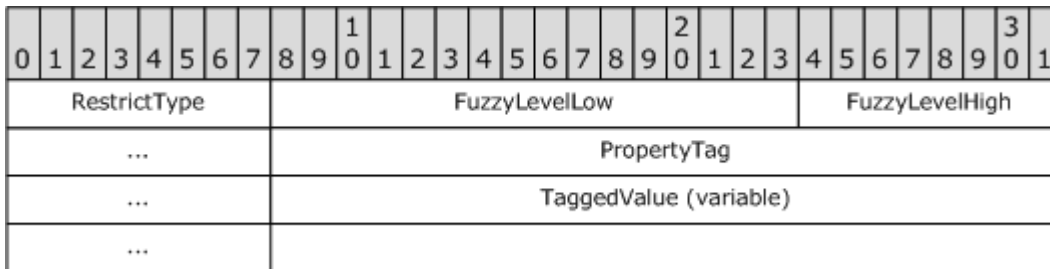 1 2 3
0 1 2 3 4 5 6 7 8 9 0 1 2 3 4 5 6 7 8 9 0 1 2 3 4 5 6 7 8 9 0 1
RestrictType FuzzyLevelLow FuzzyLevelHigh
... PropertyTag
... TaggedValue (variable)
...